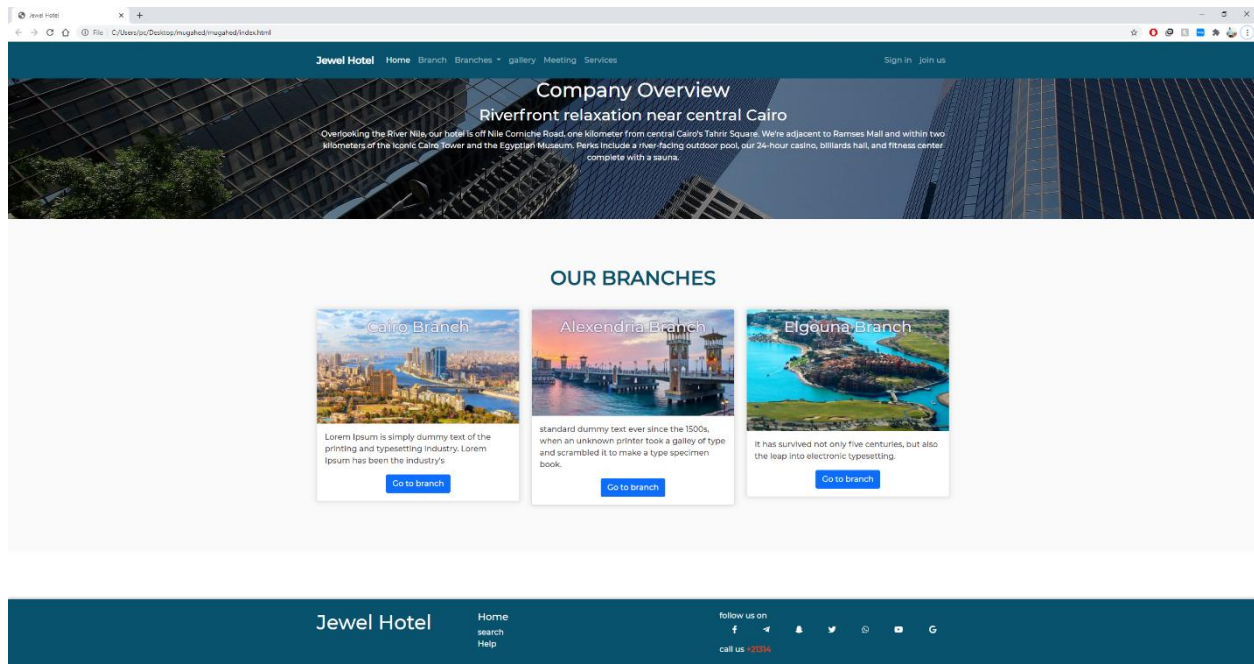 Jewel Hotel
File C:/Users/pc/Desktop/mugahed/mugahed/index.html
Jewel Hotel Home Branch Branches gallery Meeting Services Sign in join us
Company Overview
Riverfront relaxation near central Cairo
Overlooking the River Nile, our hotel is off Nile Corniche Road, one kilometer from central Cairo's Tahrir Square. We're adjacent to Ramses Mall and within two
kilometers of the iconic Cairo Tower and the Egyptian Museum. Perks include a river-facing outdoor pool, our 24-hour casino, billiards hall, and fitness center
complete with a sauna.
OUR BRANCHES
Cairo Branch
Lorem Ipsum is simply dummy text of the
printing and typesetting industry. Lorem
Ipsum has been the industry's
Go to branch
Alexendria Branch
standard dummy text ever since the 1500s,
when an unknown printer took a galley of type
and scrambled it to make a type specimen
book.
Go to branch
Elgouna Branch
It has survived not only five centuries, but also
the leap into electronic typesetting.
Go to branch
Jewel Hotel
Home
search
Help
follow us on
call us +21314